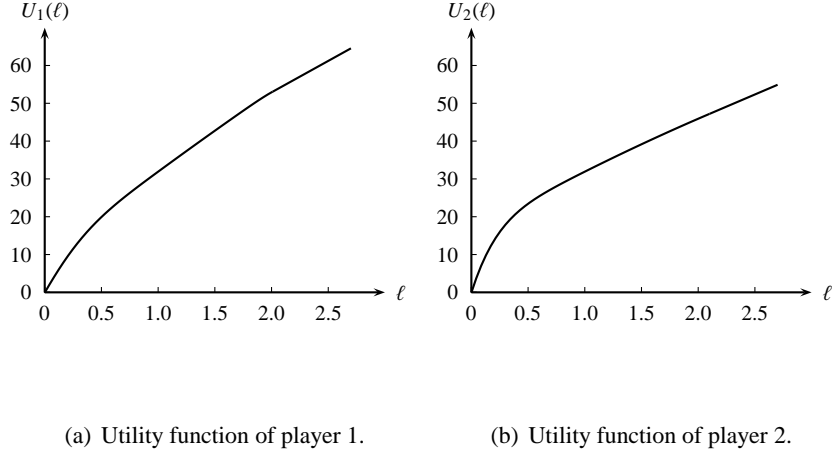 U₁(ℓ)
60
50
40
30
20
10
0
0 0.5 1.0 1.5 2.0 2.5
ℓ
(a) Utility function of player 1.
U₂(ℓ)
60
50
40
30
20
10
0
0 0.5 1.0 1.5 2.0 2.5
ℓ
(b) Utility function of player 2.